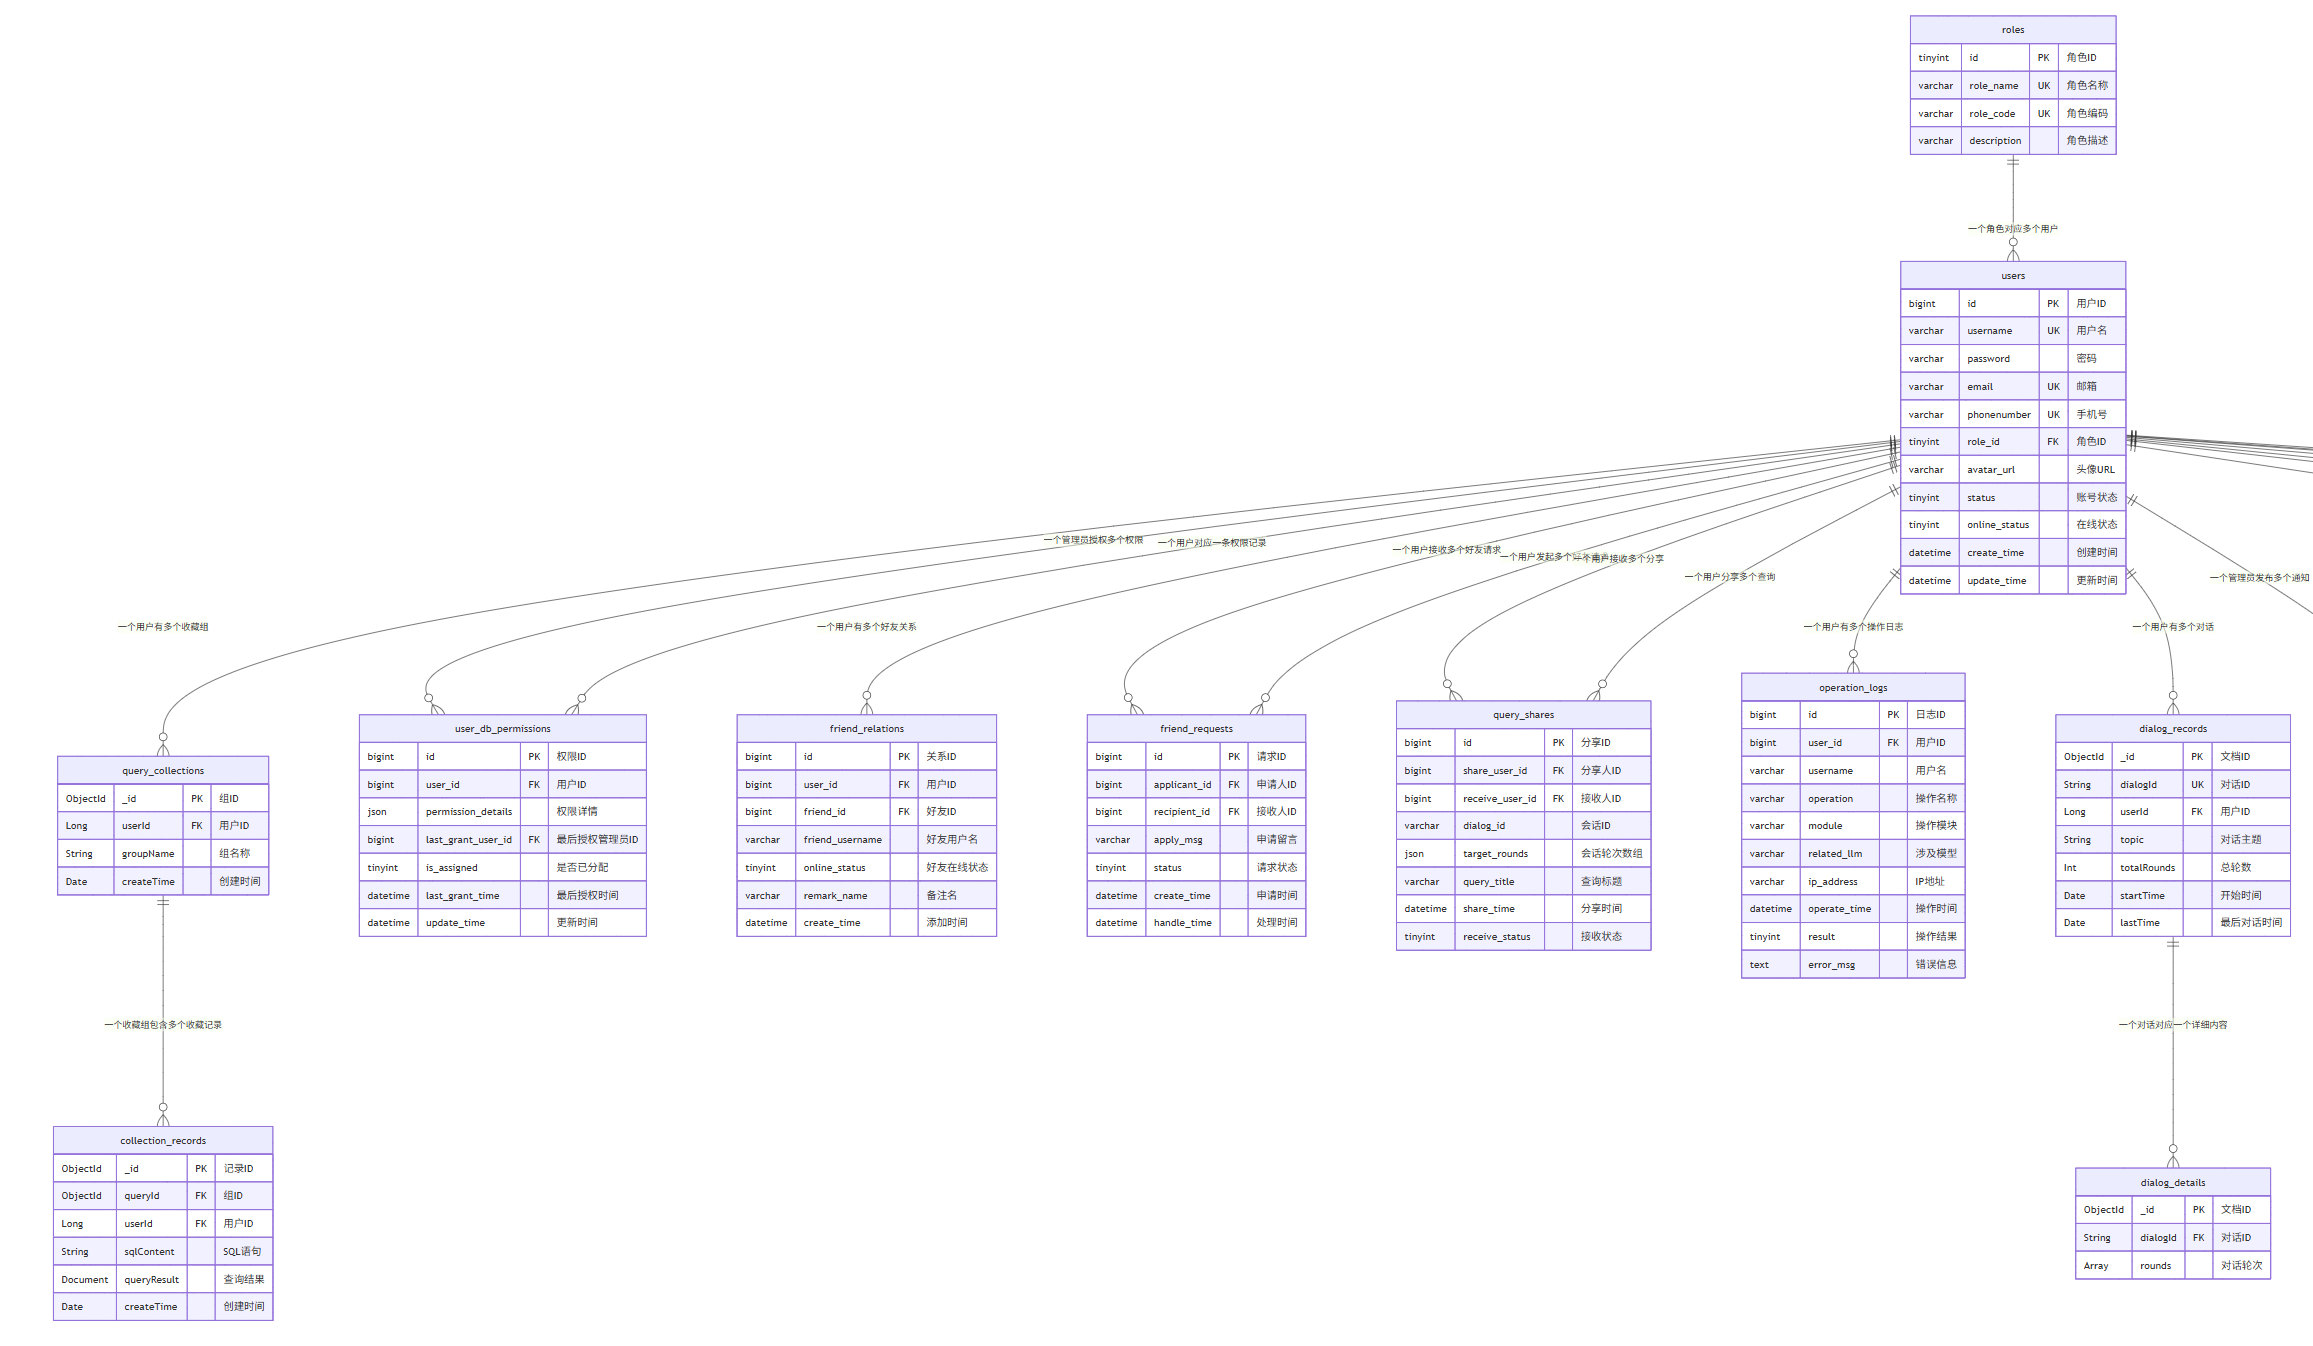 roles
tinyint id PK 角色ID
varchar role_name UK 角色名称
varchar role_code UK 角色编码
varchar description 角色描述
一个角色对应多个用户
users
bigint id PK 用户ID
varchar username UK 用户名
varchar password 密码
varchar email UK 邮箱
varchar phonenumber UK 手机号
tinyint role_id FK 角色ID
varchar avatar_url 头像URL
tinyint status 账号状态
tinyint online_status 在线状态
datetime create_time 创建时间
datetime update_time 更新时间
一个管理员授权多个权限
一个用户对应一条权限记录
一个用户接收多个好友请求
一个用户发起多个
一个用户接收多个分享
一个用户分享多个查询
一个管理员发布多个通知
一个用户有多个收藏组
一个用户有多个好友关系
一个用户有多个操作日志
一个用户有多个对话
query_collections
ObjectId _id PK 组ID
Long userId FK 用户ID
String groupName 组名称
Date createTime 创建时间
user_db_permissions
bigint id PK 权限ID
bigint user_id FK 用户ID
json permission_details 权限详情
bigint last_grant_user_id FK 最后授权管理员ID
tinyint is_assigned 是否已分配
datetime last_grant_time 最后授权时间
datetime update_time 更新时间
friend_relations
bigint id PK 关系ID
bigint user_id FK 用户ID
bigint friend_id FK 好友ID
varchar friend_username 好友用户名
tinyint online_status 好友在线状态
varchar remark_name 备注名
datetime create_time 添加时间
friend_requests
bigint id PK 请求ID
bigint applicant_id FK 申请人ID
bigint recipient_id FK 接收人ID
varchar apply_msg 申请留言
tinyint status 请求状态
datetime create_time 申请时间
datetime handle_time 处理时间
query_shares
bigint id PK 分享ID
bigint share_user_id FK 分享人ID
bigint receive_user_id FK 接收人ID
varchar dialog_id 会话ID
json target_rounds 会话轮次数组
varchar query_title 查询标题
datetime share_time 分享时间
tinyint receive_status 接收状态
operation_logs
bigint id PK 日志ID
bigint user_id FK 用户ID
varchar username 用户名
varchar operation 操作名称
varchar module 操作模块
varchar related_llm 涉及模型
varchar ip_address IP地址
datetime operate_time 操作时间
tinyint result 操作结果
text error_msg 错误信息
dialog_records
ObjectId _id PK 文档ID
String dialogId UK 对话ID
Long userId FK 用户ID
String topic 对话主题
Int totalRounds 总轮数
Date startTime 开始时间
Date lastTime 最后对话时间
一个收藏组包含多个收藏记录
一个对话对应一个详细内容
collection_records
ObjectId _id PK 记录ID
ObjectId queryId FK 组ID
Long userId FK 用户ID
String sqlContent SQL语句
Document queryResult 查询结果
Date createTime 创建时间
dialog_details
ObjectId _id PK 文档ID
String dialogId FK 对话ID
Array rounds 对话轮次